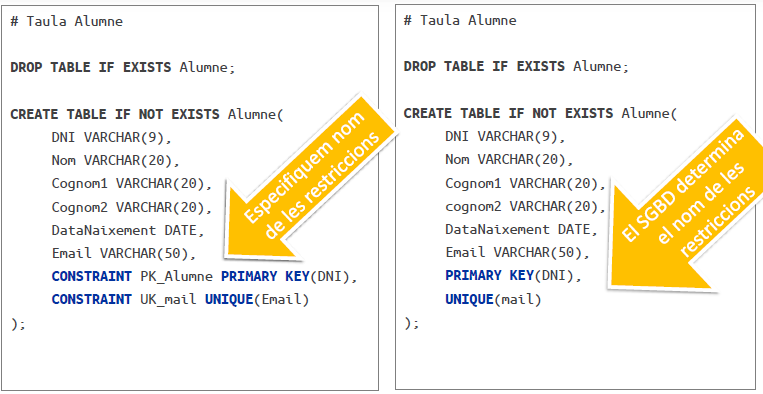 # Taula Alumne
DROP TABLE IF EXISTS Alumne;
CREATE TABLE IF NOT EXISTS Alumne(
DNI VARCHAR(9),
Nom VARCHAR(20),
Cognom1 VARCHAR(20),
Cognom2 VARCHAR(20),
DataNaixement DATE,
Email VARCHAR(50),
CONSTRAINT PK_Alumne PRIMARY KEY(DNI),
CONSTRAINT UK_mail UNIQUE(Email)
);
Especifiquem nom
de les restriccions
# Taula Alumne
DROP TABLE IF EXISTS Alumne;
CREATE TABLE IF NOT EXISTS Alumne(
DNI VARCHAR(9),
Nom VARCHAR(20),
Cognom1 VARCHAR(20),
cognom2 VARCHAR(20),
DataNaixement DATE,
Email VARCHAR(50),
PRIMARY KEY(DNI),
UNIQUE(mail)
);
El SGBD determina
el nom de les
restriccions